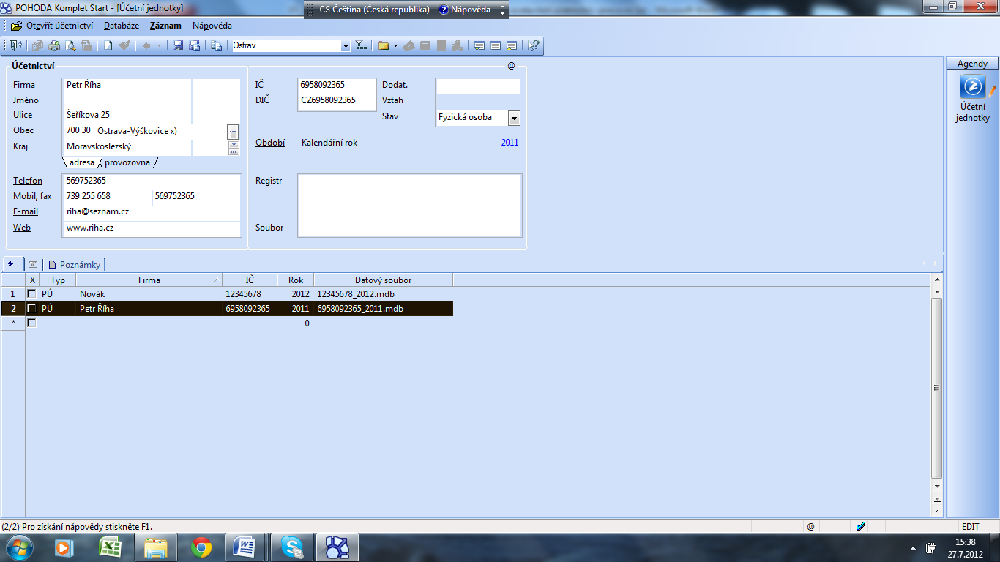 POHODA Komplet Start - [Účetní jednotky]
CS Čeština (Česká republika) ? Nápověda
Otevřít účetnictví Databáze Záznam Nápověda
Ostrav
Účetnictví @
Agendy
Účetní jednotky
Firma Petr Říha
Jméno
Ulice Šeříkova 25
Obec 700 30 Ostrava-Výškovice x) ...
Kraj Moravskoslezský
adresa provozovna
IČ 6958092365
DIČ CZ6958092365
Dodat.
Vztah
Stav Fyzická osoba
Období Kalendářní rok 2011
Telefon 569752365
Mobil, fax 739 255 658 569752365
E-mail riha@seznam.cz
Web www.riha.cz
Registr
Soubor
* Poznámky
X Typ Firma IČ Rok Datový soubor
1 PÚ Novák 12345678 2012 12345678_2012.mdb
2 PÚ Petr Říha 6958092365 2011 6958092365_2011.mdb
* 0
(2/2) Pro získání nápovědy stiskněte F1. @ EDIT
15:38
27.7.2012